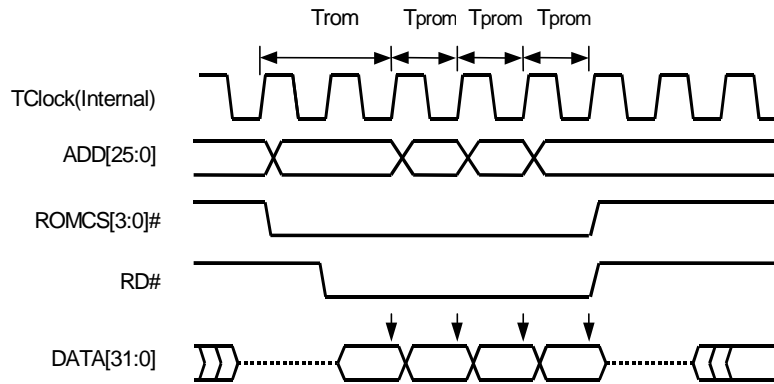 Trom Tprom Tprom Tprom
TClock(Internal)
ADD[25:0]
ROMCS[3:0]#
RD#
DATA[31:0]